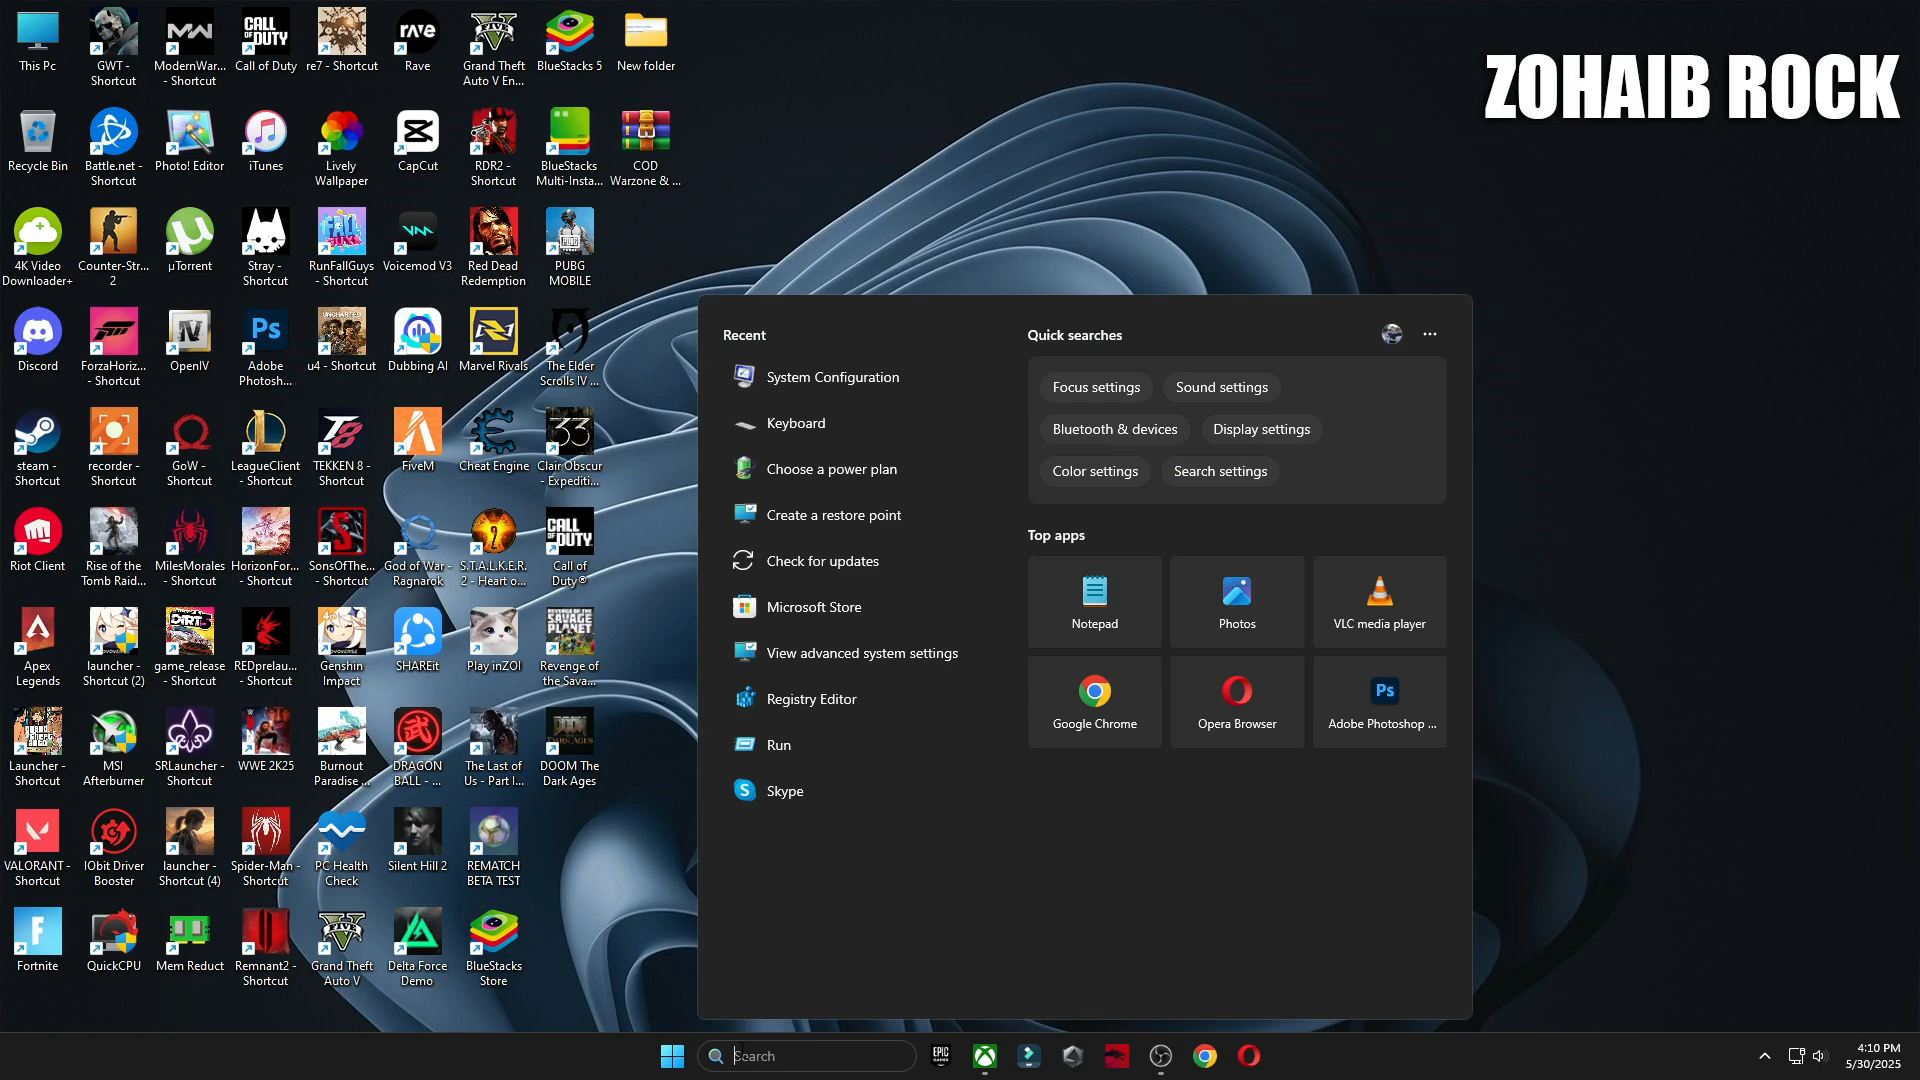 ZOHAIB ROCK
This Pc
GWT -
Shortcut
ModernWar...
- Shortcut
CALL OF DUTY
Call of Duty
re7 - Shortcut
rave
Rave
Grand Theft
Auto V En...
BlueStacks 5
New folder
Recycle Bin
Battle.net -
Shortcut
Photo! Editor
iTunes
Lively
Wallpaper
CapCut
RDR2 -
Shortcut
BlueStacks
Multi-Insta...
COD
Warzone & ...
4K Video
Downloader+
Counter-Str...
2
µTorrent
Stray -
Shortcut
RunFallGuys
- Shortcut
Voicemod V3
Red Dead
Redemption
PUBG
MOBILE
Discord
ForzaHoriz...
- Shortcut
OpenIV
Ps
Adobe
Photosh...
u4 - Shortcut
Dubbing AI
Marvel Rivals
The Elder
Scrolls IV ...
steam -
Shortcut
recorder -
Shortcut
GoW -
Shortcut
LeagueClient
- Shortcut
TEKKEN 8 -
Shortcut
FiveM
Cheat Engine
33
Clair Obscur
- Expediti...
Riot Client
Rise of the
Tomb Raid...
MilesMorales
- Shortcut
HorizonFor...
- Shortcut
SonsOfThe...
- Shortcut
God of War -
Ragnarok
S.T.A.L.K.E.R.
2 - Heart o...
CALL OF DUTY
Call of
Duty®
Apex
Legends
launcher -
Shortcut (2)
game_release
- Shortcut
REDprelau...
- Shortcut
Genshin
Impact
SHAREit
Play inZOI
Revenge of
the Sava...
Launcher -
Shortcut
MSI
Afterburner
SRLauncher -
Shortcut
WWE 2K25
Burnout
Paradise ...
DRAGON
BALL - ...
The Last of
Us - Part I...
DOOM The
Dark Ages
VALORANT -
Shortcut
IObit Driver
Booster
launcher -
Shortcut (4)
Spider-Man -
Shortcut
PC Health
Check
Silent Hill 2
REMATCH
BETA TEST
Fortnite
QuickCPU
Mem Reduct
Remnant2 -
Shortcut
Grand Theft
Auto V
Delta Force
Demo
BlueStacks
Store
Recent
System Configuration
Keyboard
Choose a power plan
Create a restore point
Check for updates
Microsoft Store
View advanced system settings
Registry Editor
Run
Skype
Quick searches
Focus settings
Sound settings
Bluetooth & devices
Display settings
Color settings
Search settings
Top apps
Notepad
Photos
VLC media player
Google Chrome
Opera Browser
Ps
Adobe Photoshop ...
Search
EPIC
GAMES
4:10 PM
5/30/2025